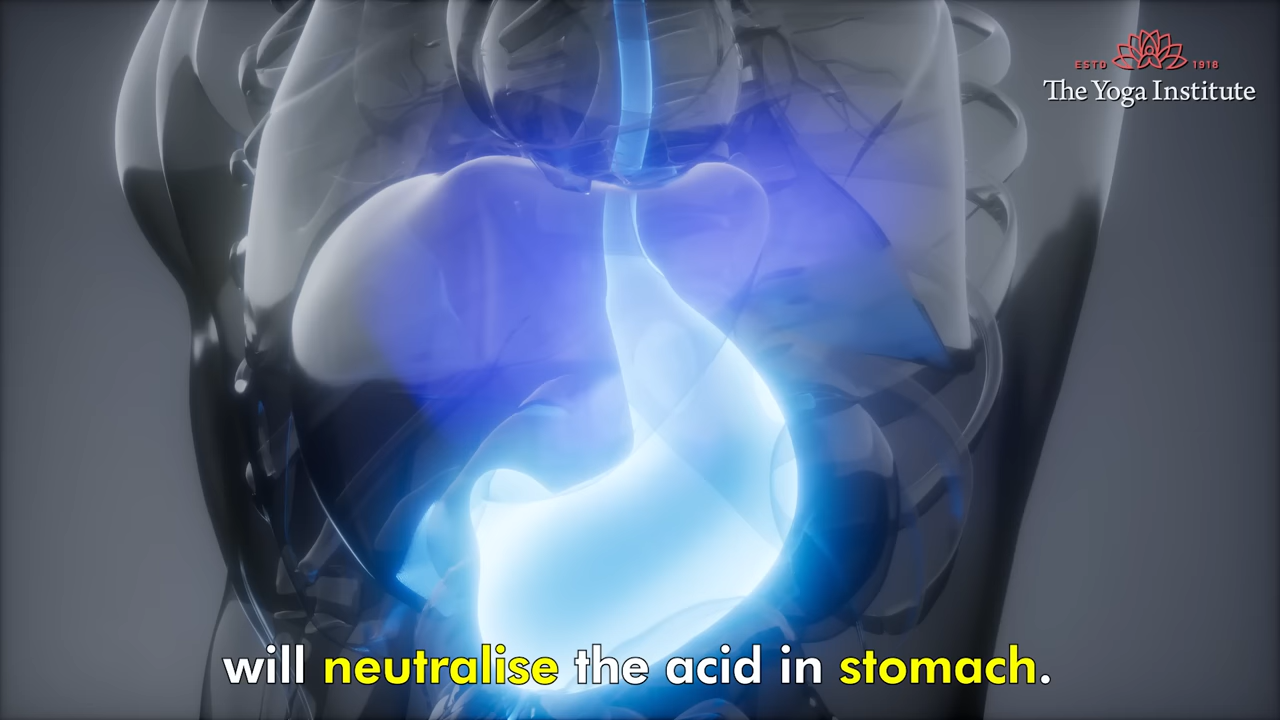 ESTD 1918
The Yoga Institute
will neutralise the acid in stomach.